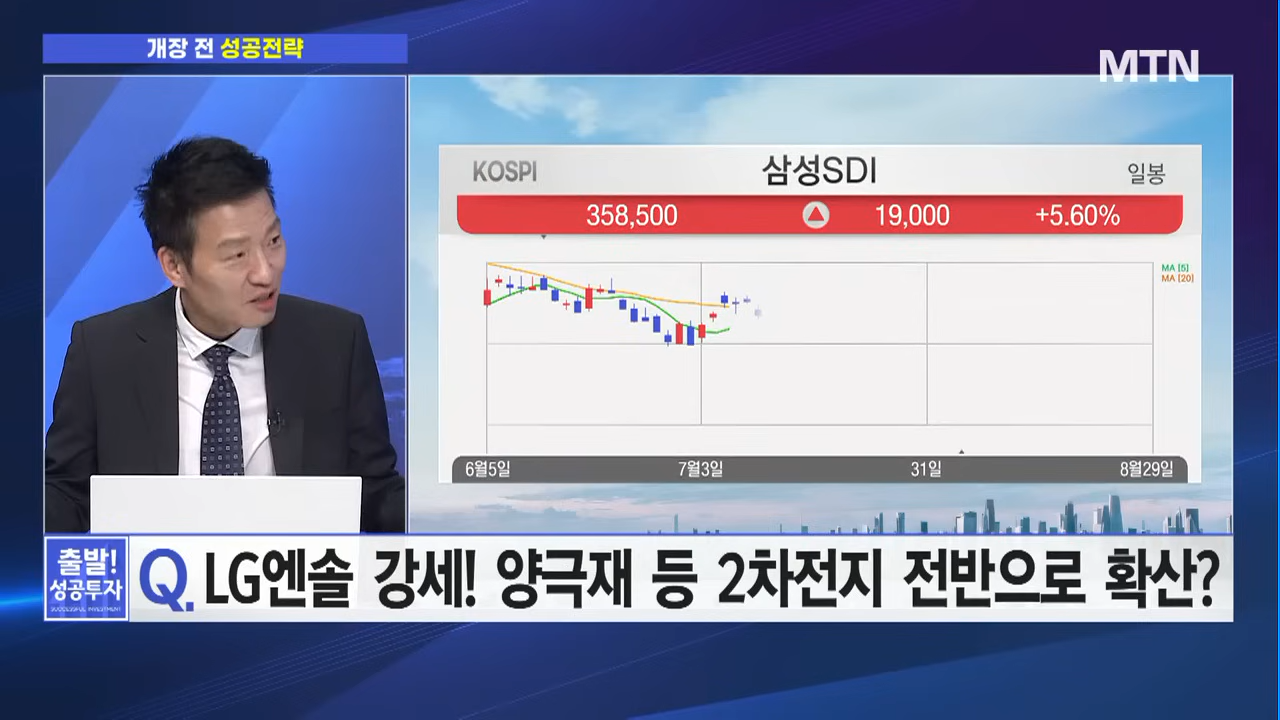 개장 전 성공전략
MTN
KOSPI
삼성SDI
일봉
358,500 19,000 +5.60%
MA [5]
MA [20]
6월5일 7월3일 31일 8월29일
출발!
성공투자
SUCCESSFUL INVESTMENT
Q. LG엔솔 강세! 양극재 등 2차전지 전반으로 확산?